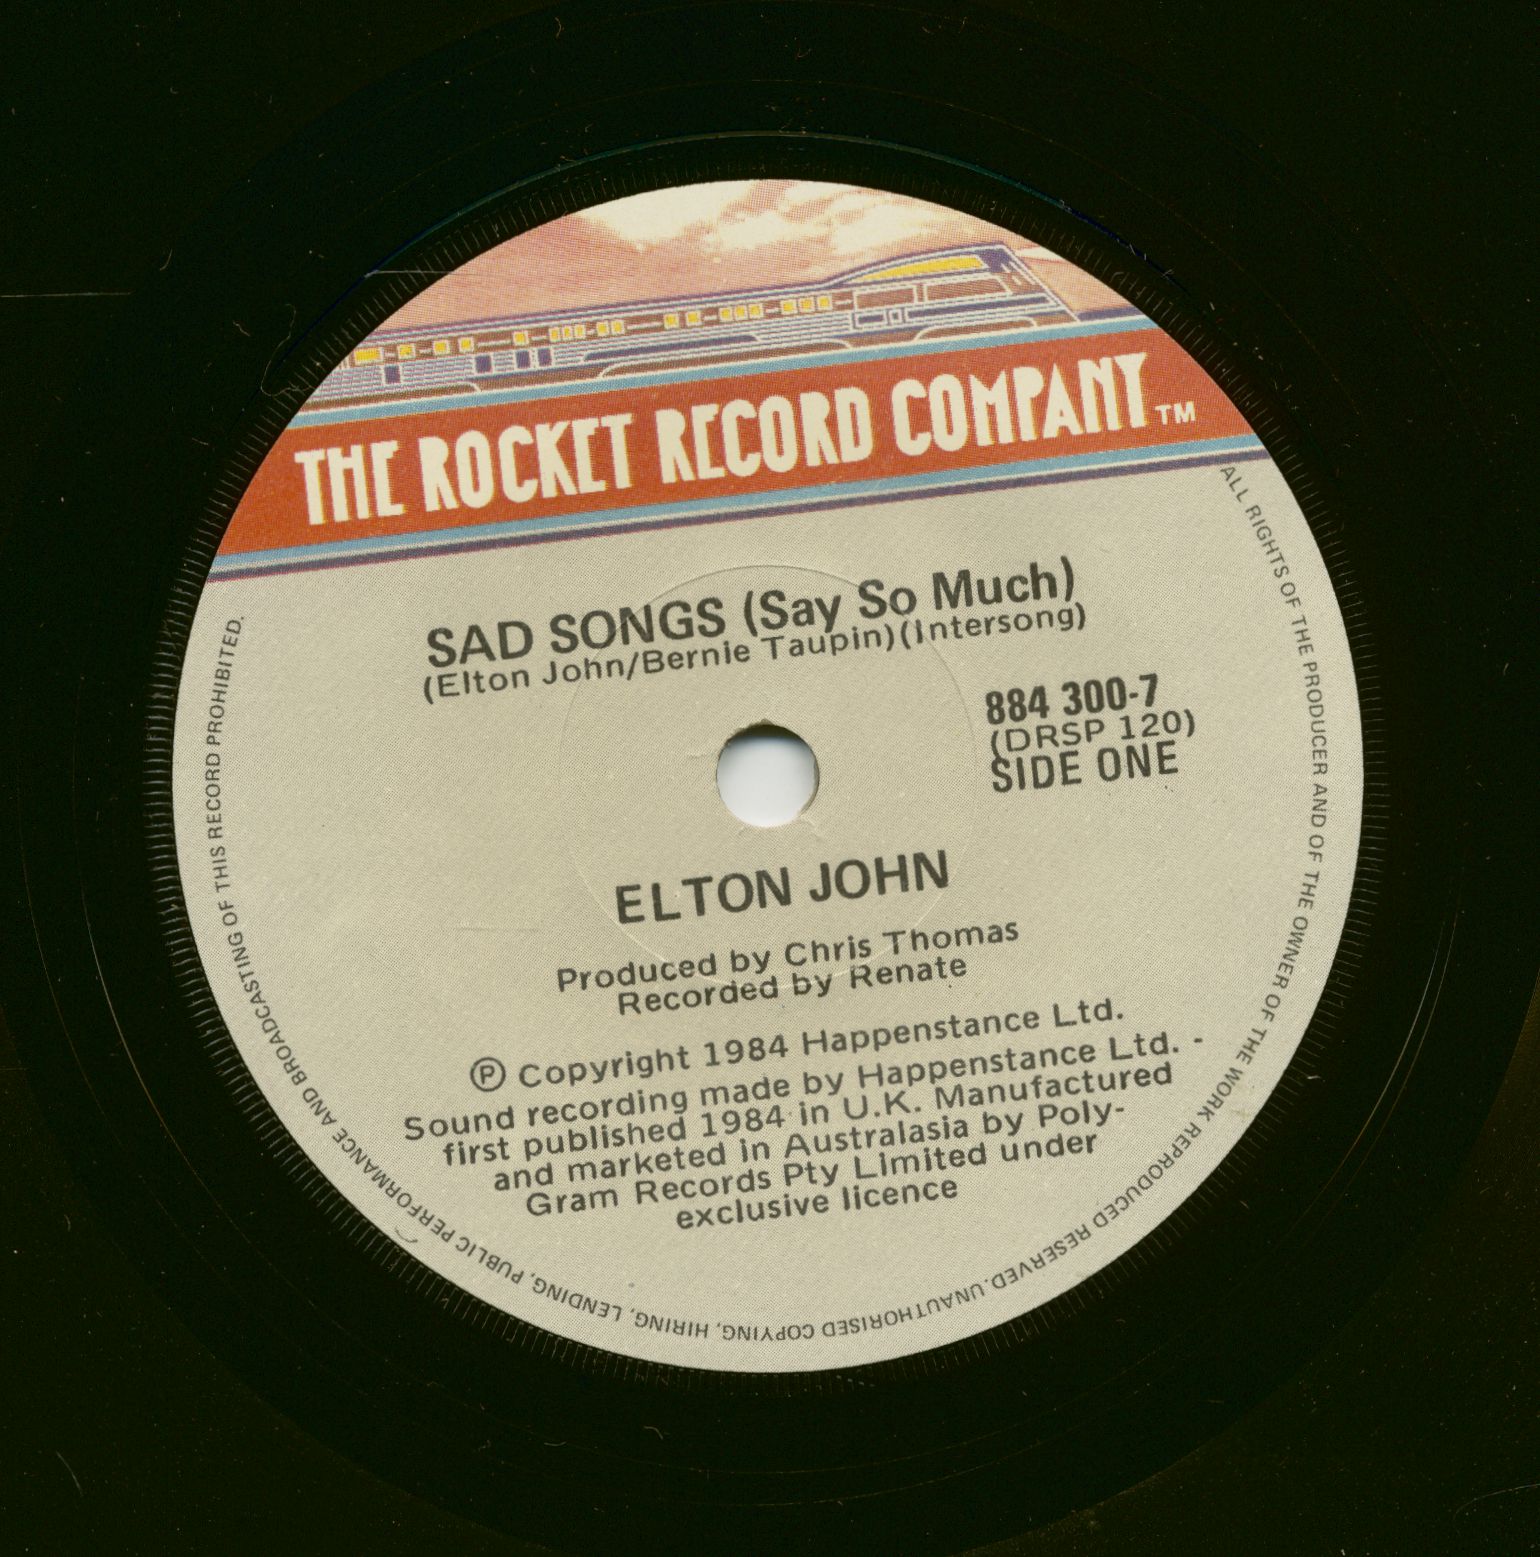 THE ROCKET RECORD COMPANY TM
SAD SONGS (Say So Much)
(Elton John/Bernie Taupin)(Intersong)
884 300-7
(DRSP 120)
SIDE ONE
ELTON JOHN
Produced by Chris Thomas
Recorded by Renate
Ⓟ Copyright 1984 Happenstance Ltd.
Sound recording made by Happenstance Ltd. -
first published 1984 in U.K. Manufactured
and marketed in Australasia by Poly-
Gram Records Pty Limited under
exclusive licence
ALL RIGHTS OF THE PRODUCER AND OF THE OWNER OF THE WORK REPRODUCED RESERVED. UNAUTHORISED COPYING, HIRING, LENDING, PUBLIC PERFORMANCE AND BROADCASTING OF THIS RECORD PROHIBITED.